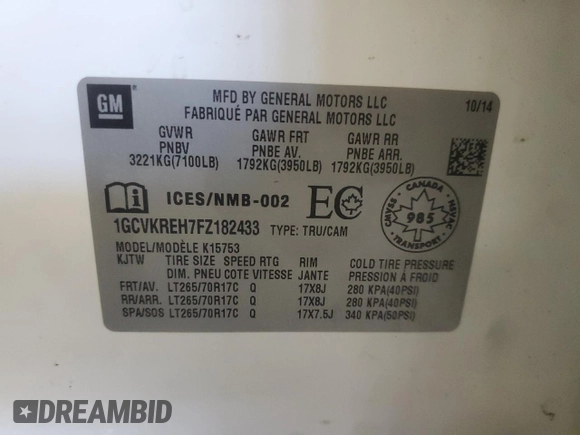 GM
MFD BY GENERAL MOTORS LLC
FABRIQUÉ PAR GENERAL MOTORS LLC
10/14
GVWR GAWR FRT GAWR RR
PNBV PNBE AV. PNBE ARR.
3221KG(7100LB) 1792KG(3950LB) 1792KG(3950LB)
i ICES/NMB-002 EC
CANADA
CMVSS 985 NSVAC
TRANSPORT
1GCVKREH7FZ182433 TYPE: TRU/CAM
MODEL/MODÈLE K15753
KJTW TIRE SIZE SPEED RTG RIM COLD TIRE PRESSURE
DIM. PNEU COTE VITESSE JANTE PRESSION A FROID
FRT/AV. LT265/70R17C Q 17X8J 280 KPA(40PSI)
RR/ARR. LT265/70R17C Q 17X8J 280 KPA(40PSI)
SPA/SOS LT265/70R17C Q 17X7.5J 340 KPA(50PSI)
DREAMBID